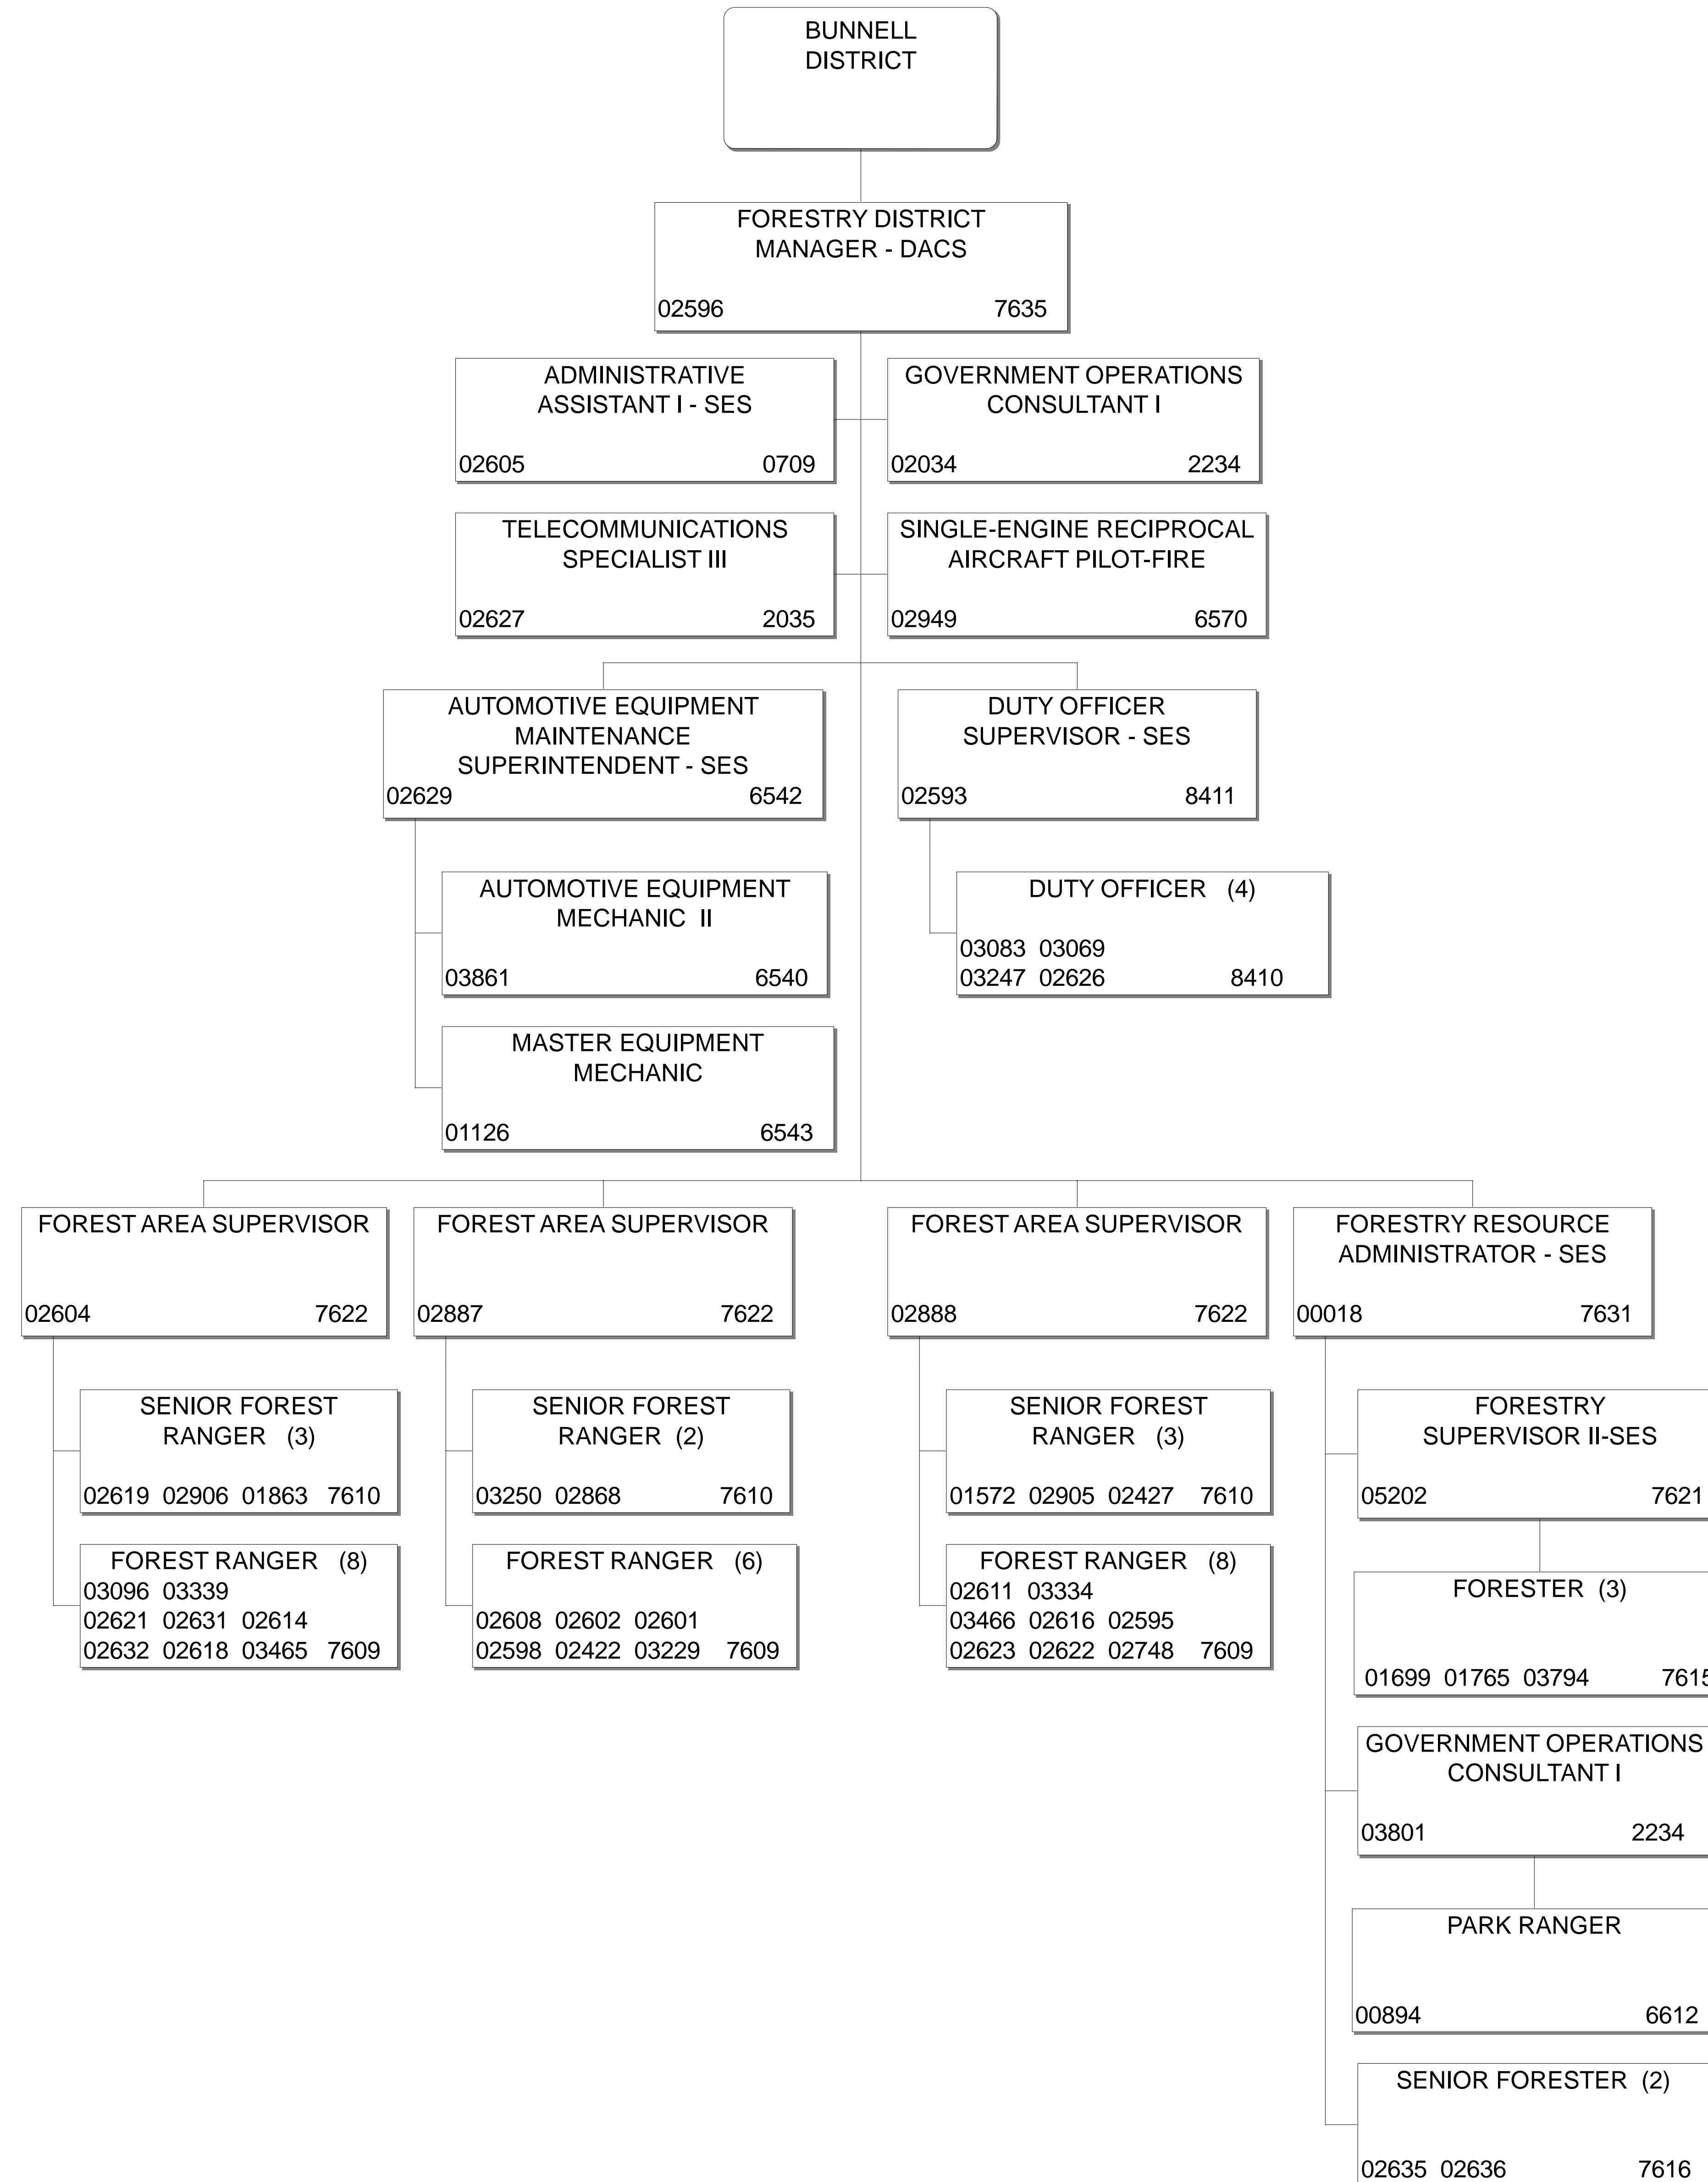 BUNNELL
DISTRICT
FORESTRY DISTRICT
MANAGER - DACS
02596 7635
ADMINISTRATIVE
ASSISTANT I - SES
02605 0709
GOVERNMENT OPERATIONS
CONSULTANT I
02034 2234
TELECOMMUNICATIONS
SPECIALIST III
02627 2035
SINGLE-ENGINE RECIPROCAL
AIRCRAFT PILOT-FIRE
02949 6570
AUTOMOTIVE EQUIPMENT
MAINTENANCE
SUPERINTENDENT - SES
02629 6542
DUTY OFFICER
SUPERVISOR - SES
02593 8411
AUTOMOTIVE EQUIPMENT
MECHANIC II
03861 6540
DUTY OFFICER (4)
03083 03069
03247 02626 8410
MASTER EQUIPMENT
MECHANIC
01126 6543
FOREST AREA SUPERVISOR
02604 7622
SENIOR FOREST
RANGER (3)
02619 02906 01863 7610
FOREST RANGER (8)
03096 03339
02621 02631 02614
02632 02618 03465 7609
FOREST AREA SUPERVISOR
02887 7622
SENIOR FOREST
RANGER (2)
03250 02868 7610
FOREST RANGER (6)
02608 02602 02601
02598 02422 03229 7609
FOREST AREA SUPERVISOR
02888 7622
SENIOR FOREST
RANGER (3)
01572 02905 02427 7610
FOREST RANGER (8)
02611 03334
03466 02616 02595
02623 02622 02748 7609
FORESTRY RESOURCE
ADMINISTRATOR - SES
00018 7631
FORESTRY
SUPERVISOR II-SES
05202 7621
FORESTER (3)
01699 01765 03794 7615
GOVERNMENT OPERATIONS
CONSULTANT I
03801 2234
PARK RANGER
00894 6612
SENIOR FORESTER (2)
02635 02636 7616